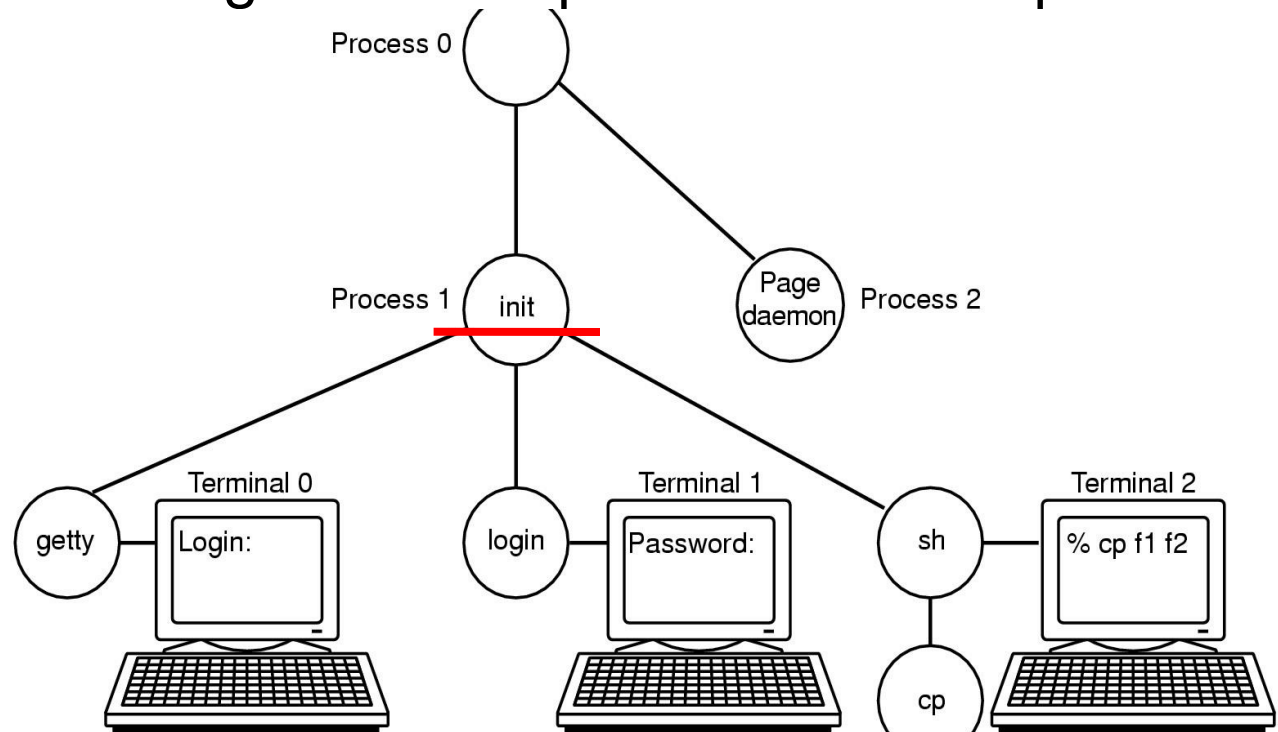 Process 0
Process 1
init
Page
daemon
Process 2
Terminal 0
Terminal 1
Terminal 2
getty
Login:
login
Password:
sh
% cp f1 f2
cp